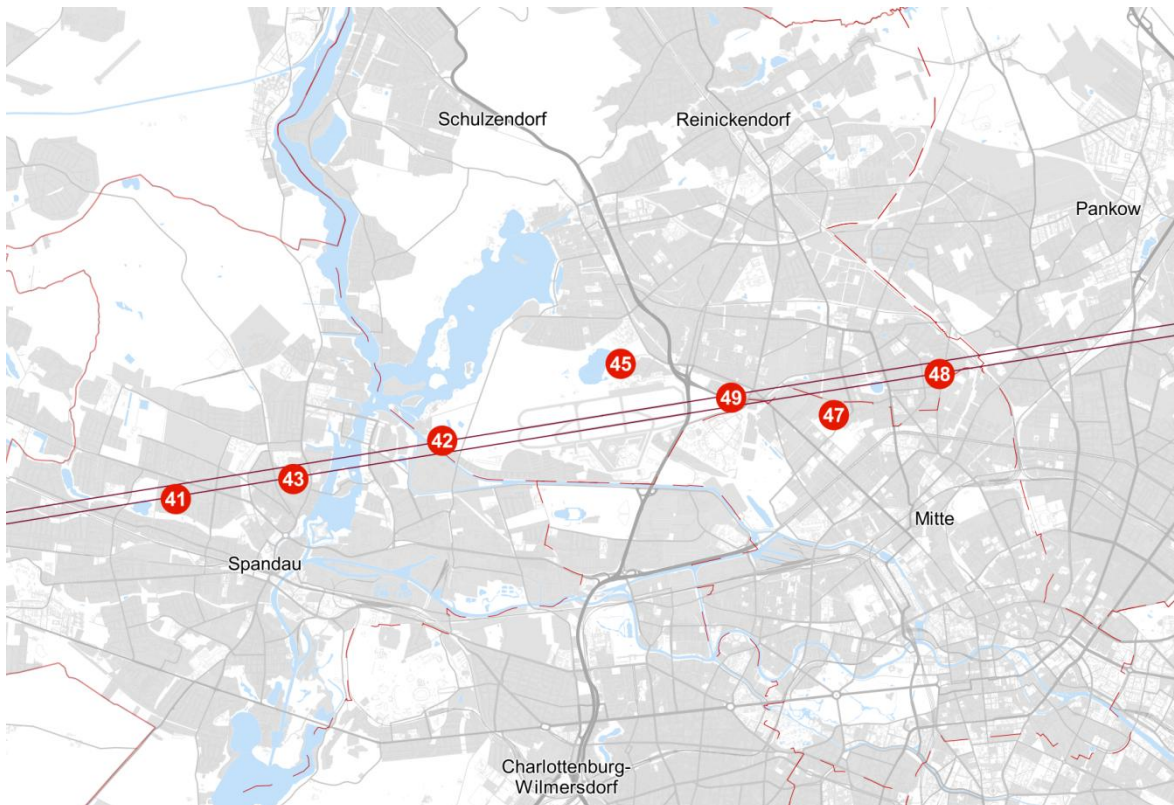 Schulzendorf
Reinickendorf
Pankow
45
48
49
47
42
43
41
Mitte
Spandau
Charlottenburg-
Wilmersdorf